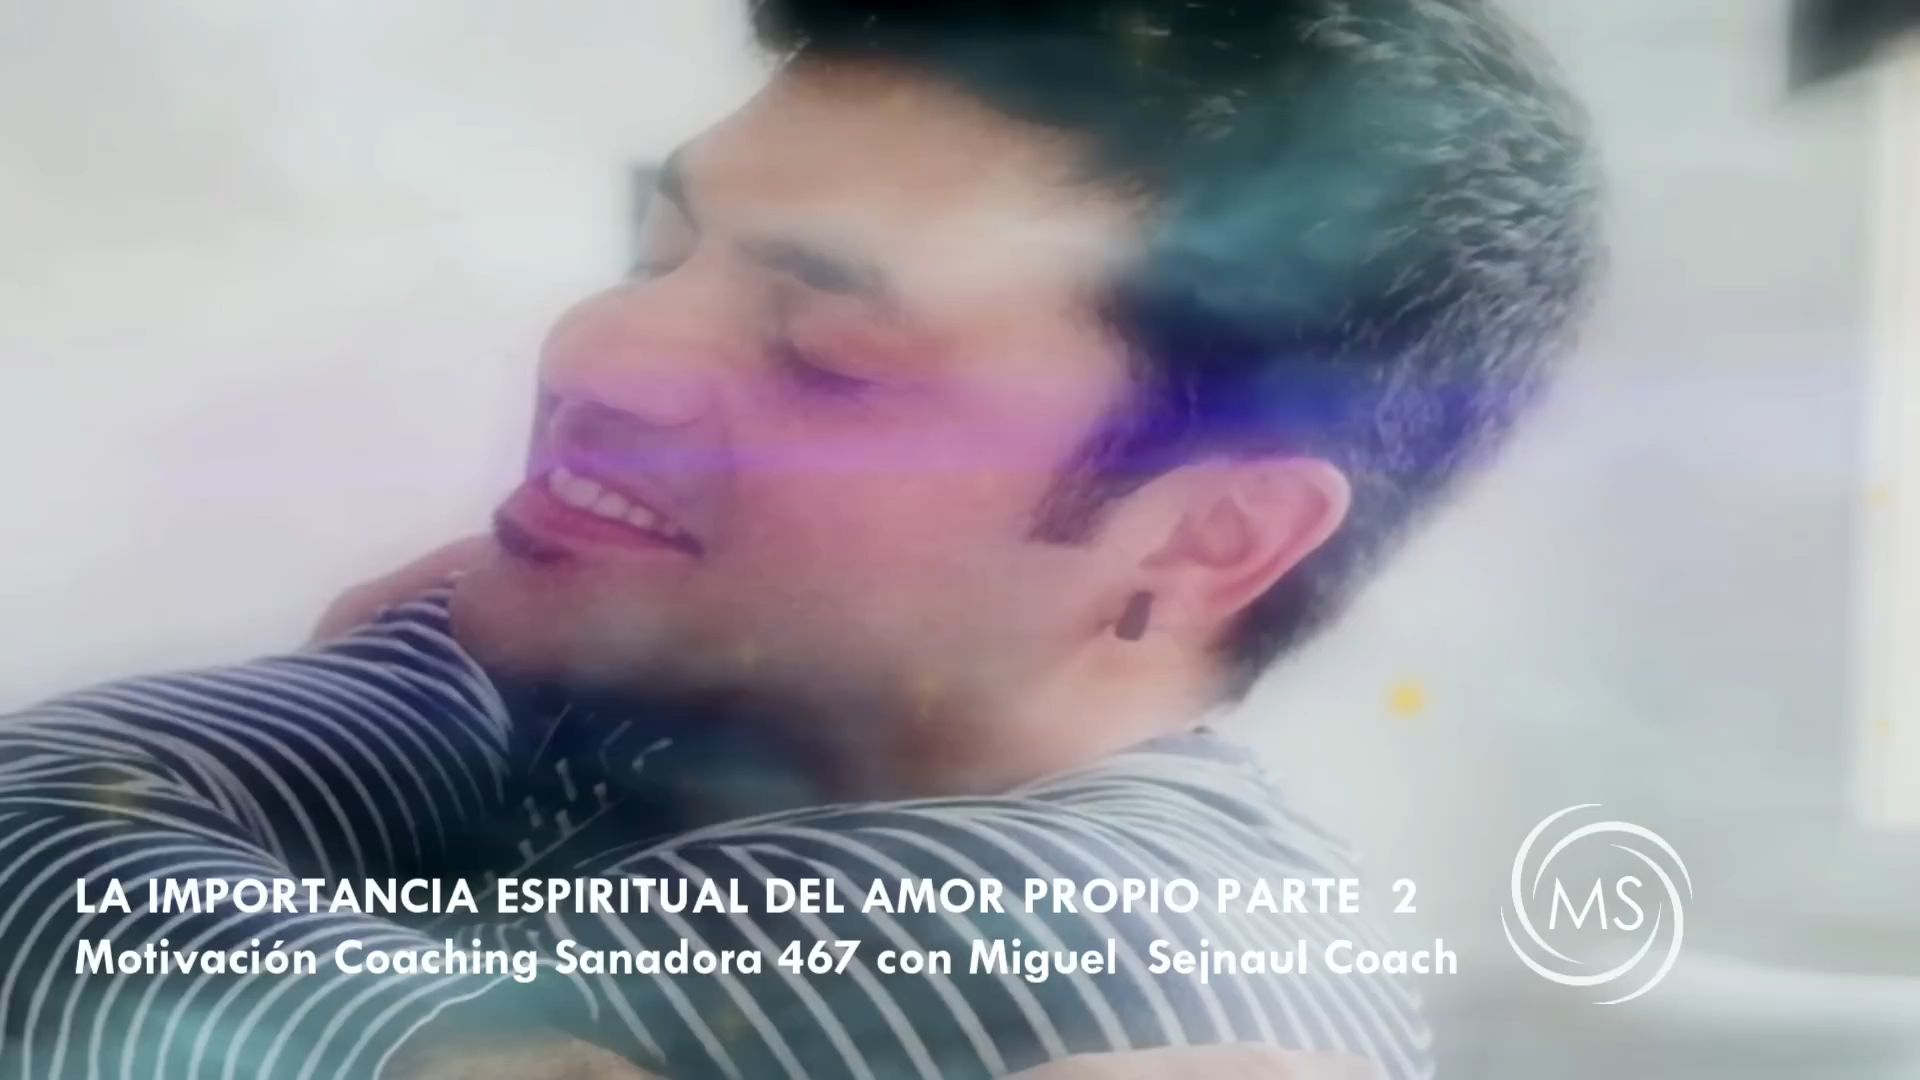 LA IMPORTANCIA ESPIRITUAL DEL AMOR PROPIO PARTE 2
Motivación Coaching Sanadora 467 con Miguel Sejnaul Coach
MS